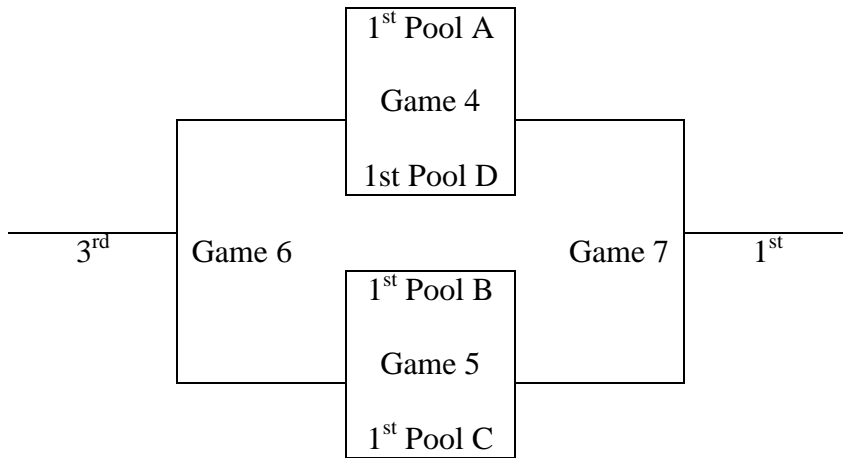 1st Pool A
Game 4
1st Pool D
3rd
Game 6
Game 7
1st
1st Pool B
Game 5
1st Pool C